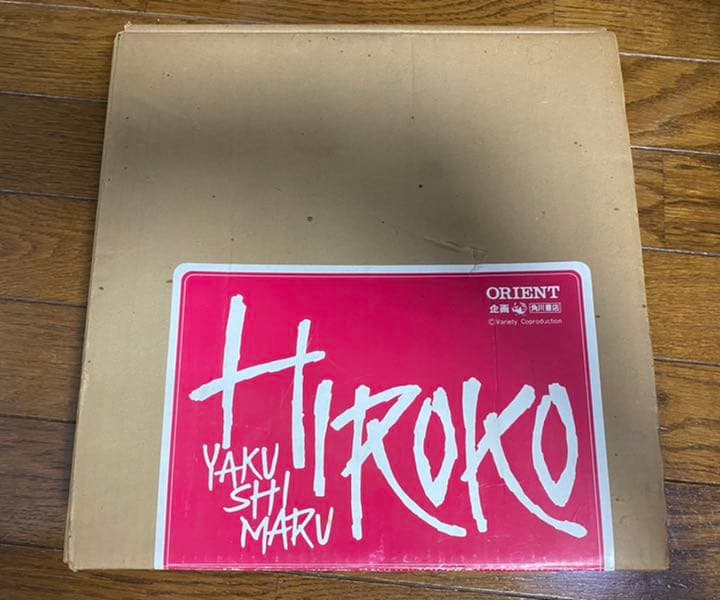 ORIENT
企画 角川書店
©Variety Coproduction
HIROKO
YAKU
SHI
MARU